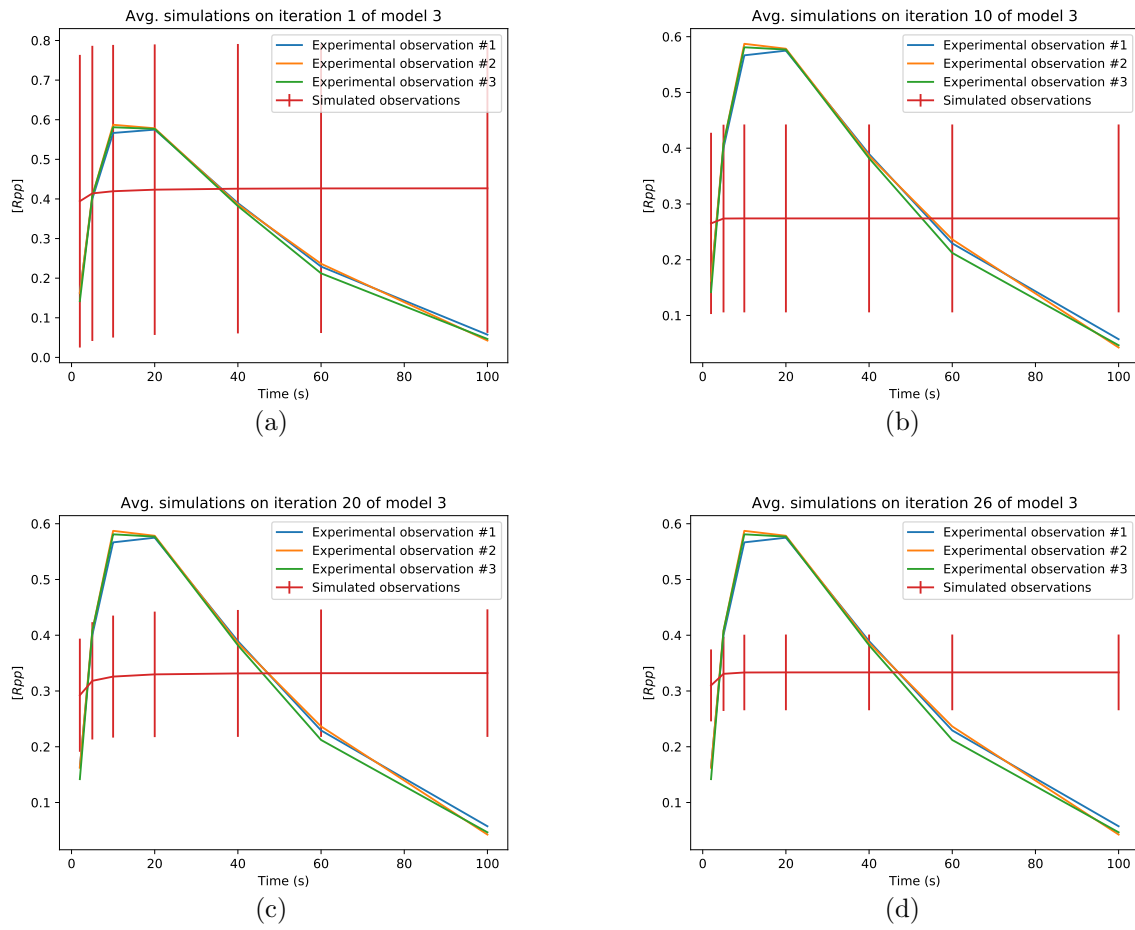 Avg. simulations on iteration 1 of model 3
Experimental observation #1
Experimental observation #2
Experimental observation #3
Simulated observations
[Rpp]
0.8
0.7
0.6
0.5
0.4
0.3
0.2
0.1
0.0
0 20 40 60 80 100
Time (s)
(a)
Avg. simulations on iteration 10 of model 3
Experimental observation #1
Experimental observation #2
Experimental observation #3
Simulated observations
[Rpp]
0.6
0.5
0.4
0.3
0.2
0.1
0 20 40 60 80 100
Time (s)
(b)
Avg. simulations on iteration 20 of model 3
Experimental observation #1
Experimental observation #2
Experimental observation #3
Simulated observations
[Rpp]
0.6
0.5
0.4
0.3
0.2
0.1
0 20 40 60 80 100
Time (s)
(c)
Avg. simulations on iteration 26 of model 3
Experimental observation #1
Experimental observation #2
Experimental observation #3
Simulated observations
[Rpp]
0.6
0.5
0.4
0.3
0.2
0.1
0 20 40 60 80 100
Time (s)
(d)